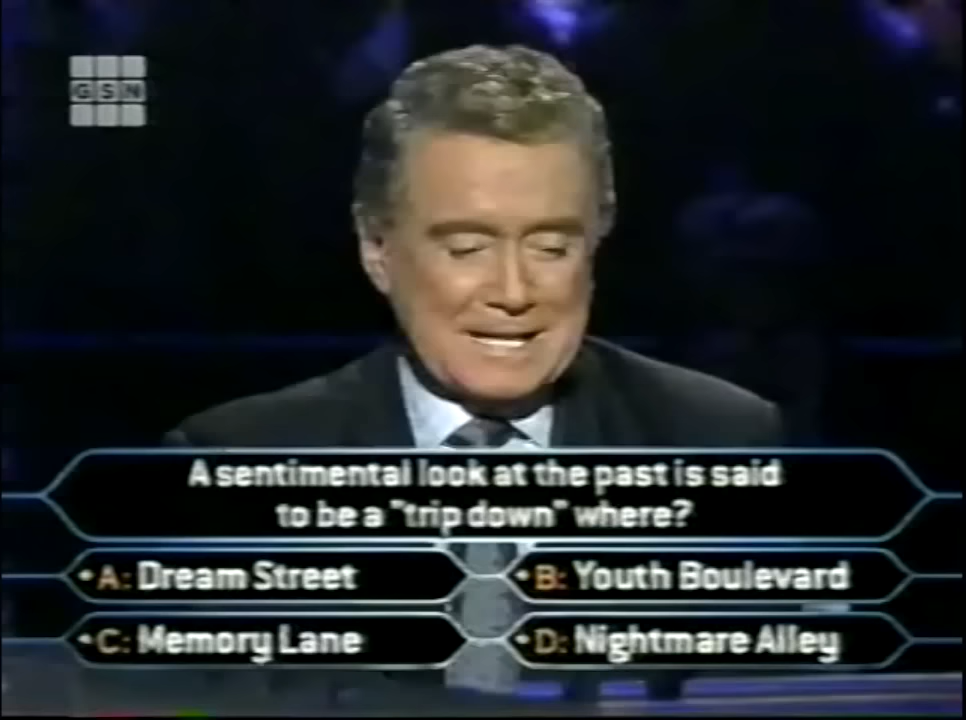 GSN
A sentimental look at the past is said
to be a "trip down" where?
A: Dream Street
B: Youth Boulevard
C: Memory Lane
D: Nightmare Alley